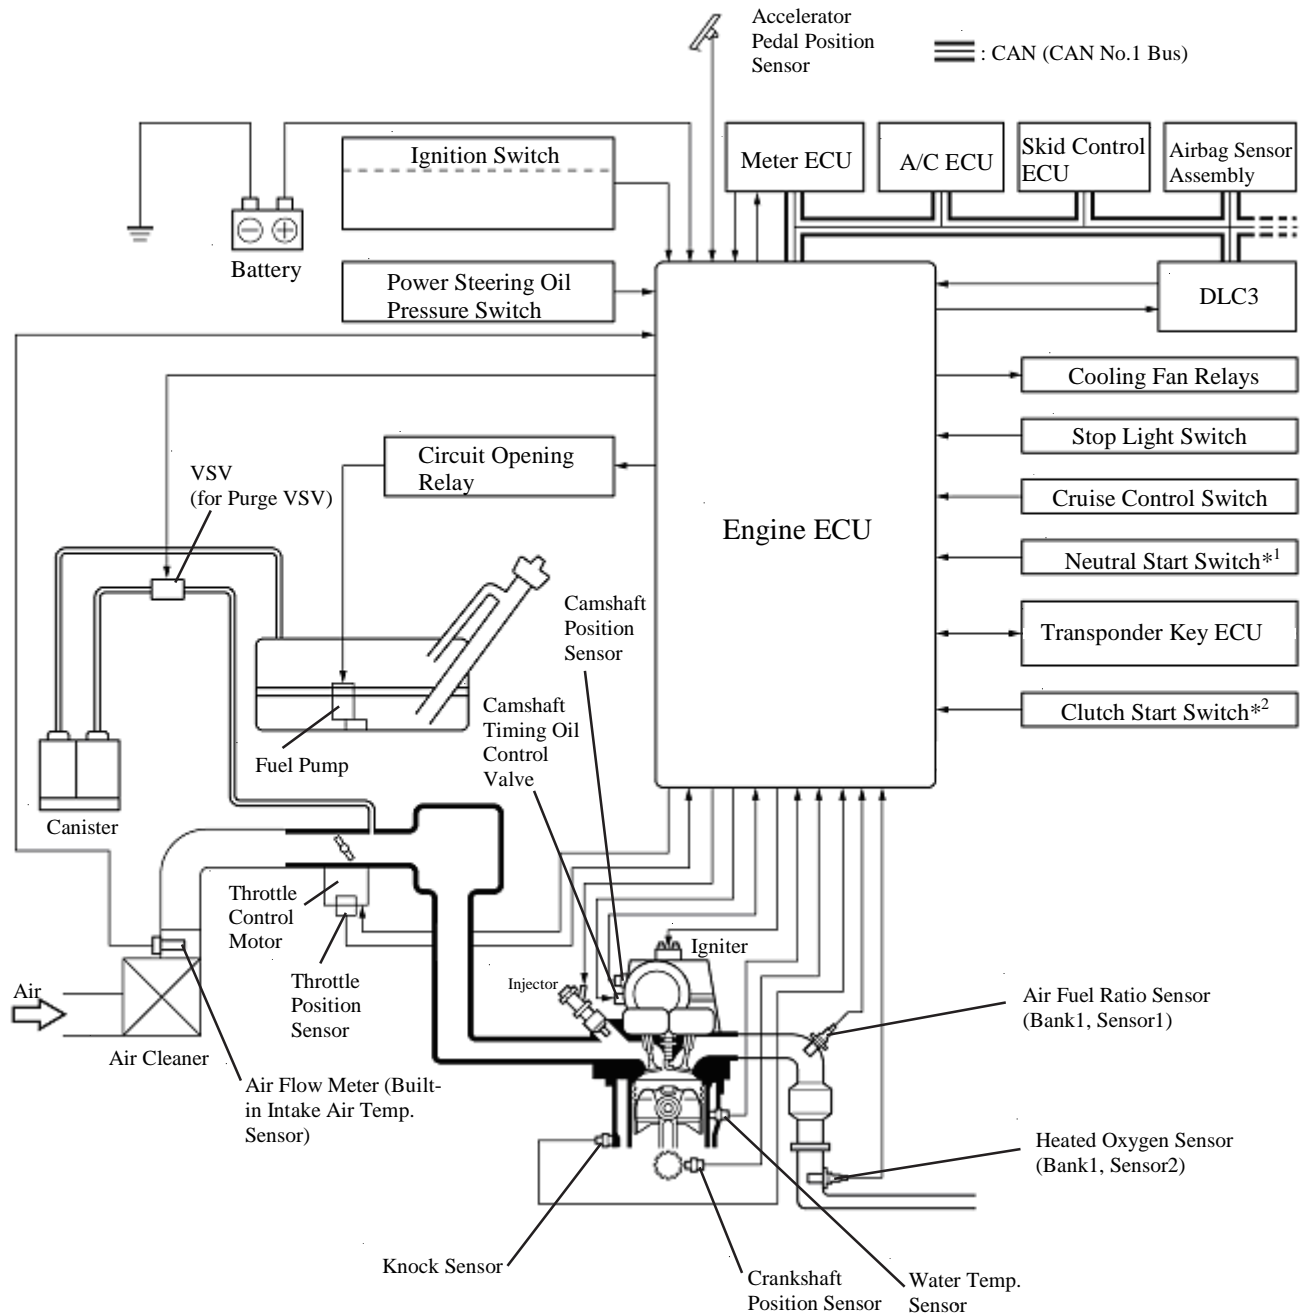 Accelerator
Pedal Position
Sensor
: CAN (CAN No.1 Bus)
Ignition Switch
Meter ECU
A/C ECU
Skid Control
ECU
Airbag Sensor
Assembly
Battery
Power Steering Oil
Pressure Switch
DLC3
Cooling Fan Relays
Circuit Opening
Relay
Stop Light Switch
VSV
(for Purge VSV)
Cruise Control Switch
Engine ECU
Neutral Start Switch*1
Camshaft
Position
Sensor
Transponder Key ECU
Camshaft
Timing Oil
Control
Valve
Clutch Start Switch*2
Fuel Pump
Canister
Throttle
Control
Motor
Igniter
Throttle
Position
Sensor
Injector
Air
Air Fuel Ratio Sensor
(Bank1, Sensor1)
Air Cleaner
Air Flow Meter (Built-
in Intake Air Temp.
Sensor)
Heated Oxygen Sensor
(Bank1, Sensor2)
Knock Sensor
Crankshaft
Position Sensor
Water Temp.
Sensor